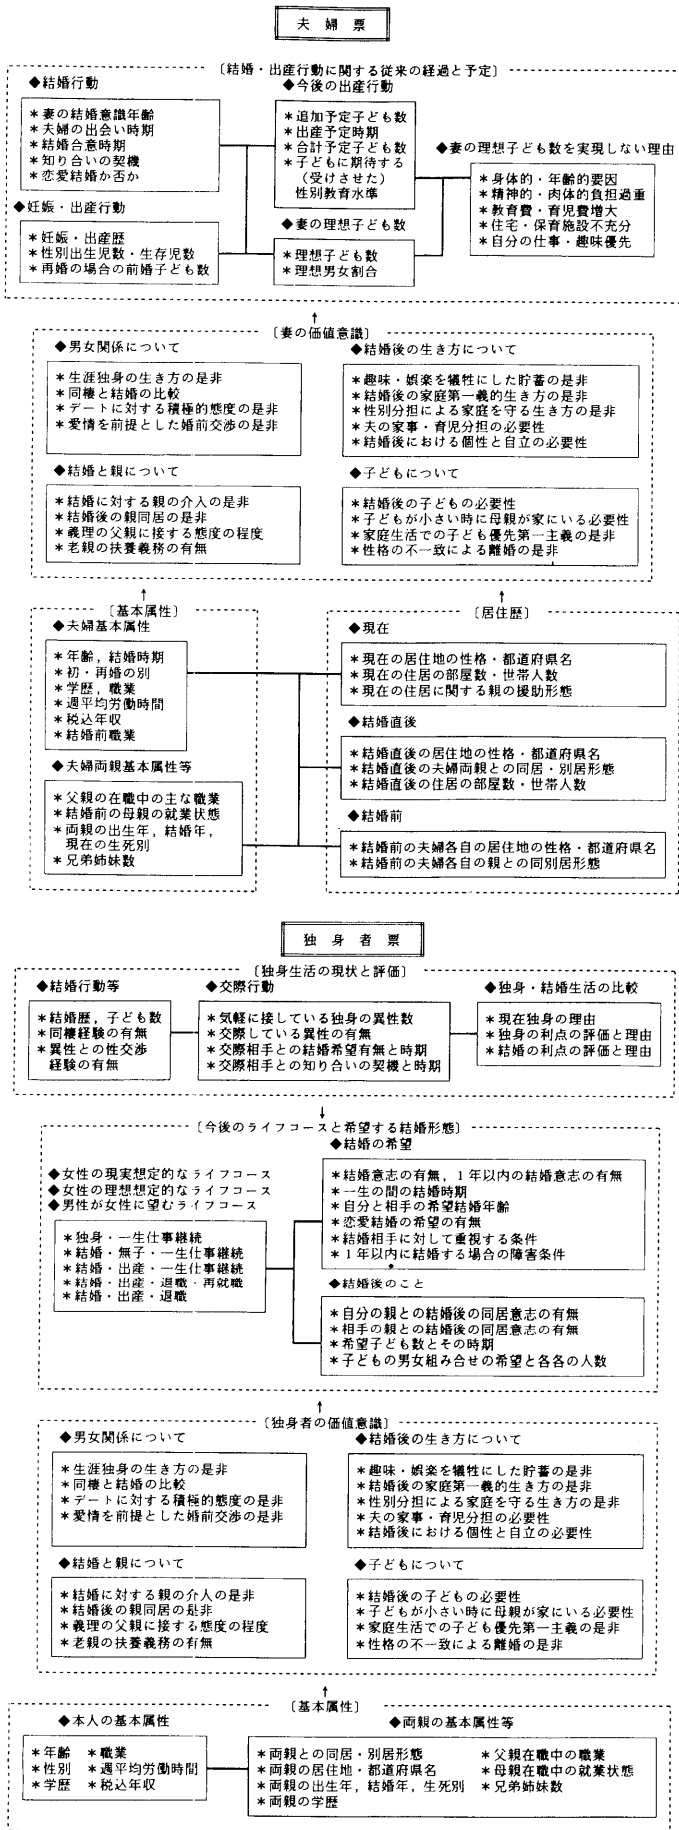 夫婦票
〔結婚・出産行動に関する従来の経過と予定〕
◆結婚行動
＊妻の結婚意識年齢
＊夫婦の出会い時期
＊結婚合意時期
＊知り合いの契機
＊恋愛結婚か否か
◆妊娠・出産行動
＊妊娠・出産歴
＊性別出生児数・生存児数
＊再婚の場合の前婚子ども数
◆今後の出産行動
＊追加予定子ども数
＊出産予定時期
＊合計予定子ども数
＊子どもに期待する
（受けさせた）
性別教育水準
◆妻の理想子ども数
＊理想子ども数
＊理想男女割合
◆妻の理想子ども数を実現しない理由
＊身体的・年齢的要因
＊精神的・肉体的負担過重
＊教育費・育児費増大
＊住宅・保育施設不充分
＊自分の仕事・趣味優先
↑
〔妻の価値意識〕
◆男女関係について
＊生涯独身の生き方の是非
＊同棲と結婚の比較
＊デートに対する積極的態度の是非
＊愛情を前提とした婚前交渉の是非
◆結婚後の生き方について
＊趣味・娯楽を犠牲にした貯蓄の是非
＊結婚後の家庭第一義的生き方の是非
＊性別分担による家庭を守る生き方の是非
＊夫の家事・育児分担の必要性
＊結婚後における個性と自立の必要性
◆結婚と親について
＊結婚に対する親の介入の是非
＊結婚後の親同居の是非
＊義理の父親に接する態度の程度
＊老親の扶養義務の有無
◆子どもについて
＊結婚後の子どもの必要性
＊子どもが小さい時に母親が家にいる必要性
＊家庭生活での子ども優先第一主義の是非
＊性格の不一致による離婚の是非
↑
↑
〔基本属性〕
◆夫婦基本属性
＊年齢，結婚時期
＊初・再婚の別
＊学歴，職業
＊週平均労働時間
＊税込年収
＊結婚前職業
◆夫婦両親基本属性等
＊父親の在職中の主な職業
＊結婚前の母親の就業状態
＊両親の出生年，結婚年，
現在の生死別
＊兄弟姉妹数
〔居住歴〕
◆現在
＊現在の居住地の性格・都道府県名
＊現在の住居の部屋数・世帯人数
＊現在の住居に関する親の援助形態
◆結婚直後
＊結婚直後の居住地の性格・都道府県名
＊結婚直後の夫婦両親との同居・別居形態
＊結婚直後の住居の部屋数・世帯人数
◆結婚前
＊結婚前の夫婦各自の居住地の性格・都道府県名
＊結婚前の夫婦各自の親との同別居形態
独身者票
〔独身生活の現状と評価〕
◆結婚行動等
＊結婚歴，子ども数
＊同棲経験の有無
＊異性との性交渉
経験の有無
◆交際行動
＊気軽に接している独身の異性数
＊交際している異性の有無
＊交際相手との結婚希望有無と時期
＊交際相手との知り合いの契機と時期
◆独身・結婚生活の比較
＊現在独身の理由
＊独身の利点の評価と理由
＊結婚の利点の評価と理由
↓
〔今後のライフコースと希望する結婚形態〕
◆女性の現実想定的なライフコース
◆女性の理想想定的なライフコース
◆男性が女性に望むライフコース
＊独身・一生仕事継続
＊結婚・無子・一生仕事継続
＊結婚・出産・一生仕事継続
＊結婚・出産・退職・再就職
＊結婚・出産・退職
◆結婚の希望
＊結婚意志の有無，１年以内の結婚意志の有無
＊一生の間の結婚時期
＊自分と相手の希望結婚年齢
＊恋愛結婚の希望の有無
＊結婚相手に対して重視する条件
＊１年以内に結婚する場合の障害条件
◆結婚後のこと
＊自分の親との結婚後の同居意志の有無
＊相手の親との結婚後の同居意志の有無
＊希望子ども数とその時期
＊子どもの男女組み合せの希望と各各の人数
↑
〔独身者の価値意識〕
◆男女関係について
＊生涯独身の生き方の是非
＊同棲と結婚の比較
＊デートに対する積極的態度の是非
＊愛情を前提とした婚前交渉の是非
◆結婚後の生き方について
＊趣味・娯楽を犠牲にした貯蓄の是非
＊結婚後の家庭第一義的生き方の是非
＊性別分担による家庭を守る生き方の是非
＊夫の家事・育児分担の必要性
＊結婚後における個性と自立の必要性
◆結婚と親について
＊結婚に対する親の介入の是非
＊結婚後の親同居の是非
＊義理の父親に接する態度の程度
＊老親の扶養義務の有無
◆子どもについて
＊結婚後の子どもの必要性
＊子どもが小さい時に母親が家にいる必要性
＊家庭生活での子ども優先第一主義の是非
＊性格の不一致による離婚の是非
↑
〔基本属性〕
◆本人の基本属性
＊年齢 ＊職業
＊性別 ＊週平均労働時間
＊学歴 ＊税込年収
◆両親の基本属性等
＊両親との同居・別居形態 ＊父親在職中の職業
＊両親の居住地・都道府県名 ＊母親在職中の就業状態
＊両親の出生年，結婚年，生死別 ＊兄弟姉妹数
＊両親の学歴